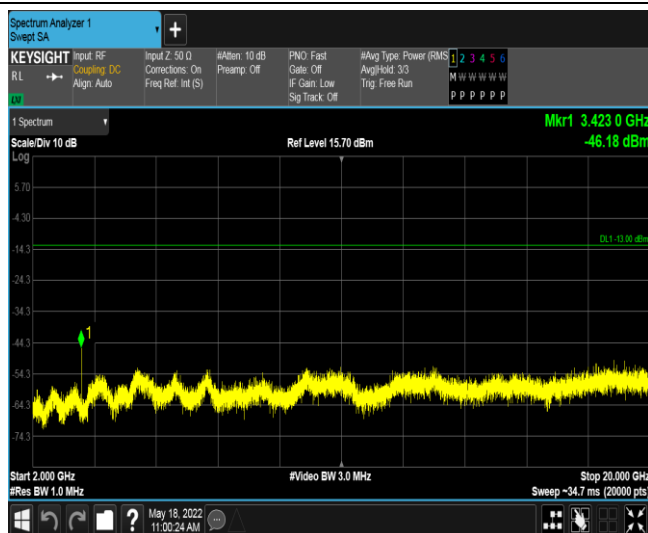 Spectrum Analyzer 1
Swept SA
+
KEYSIGHT
RL
Input: RF
Coupling: DC
Align: Auto
Input Z: 50 Ω
Corrections: On
Freq Ref: Int (S)
#Atten: 10 dB
Preamp: Off
PNO: Fast
Gate: Off
IF Gain: Low
Sig Track: Off
#Avg Type: Power (RMS
Avg|Hold: 3/3
Trig: Free Run
1 2 3 4 5 6
M W W W W W
P P P P P P
1 Spectrum
Mkr1 3.423 0 GHz
Scale/Div 10 dB
Ref Level 15.70 dBm
-46.18 dBm
Log
5.70
-4.30
DL1 -13.00 dBm
-14.3
-24.3
-34.3
1
-44.3
-54.3
-64.3
-74.3
Start 2.000 GHz
#Video BW 3.0 MHz
Stop 20.000 GHz
#Res BW 1.0 MHz
Sweep ~34.7 ms (20000 pts)
?
May 18, 2022
11:00:24 AM